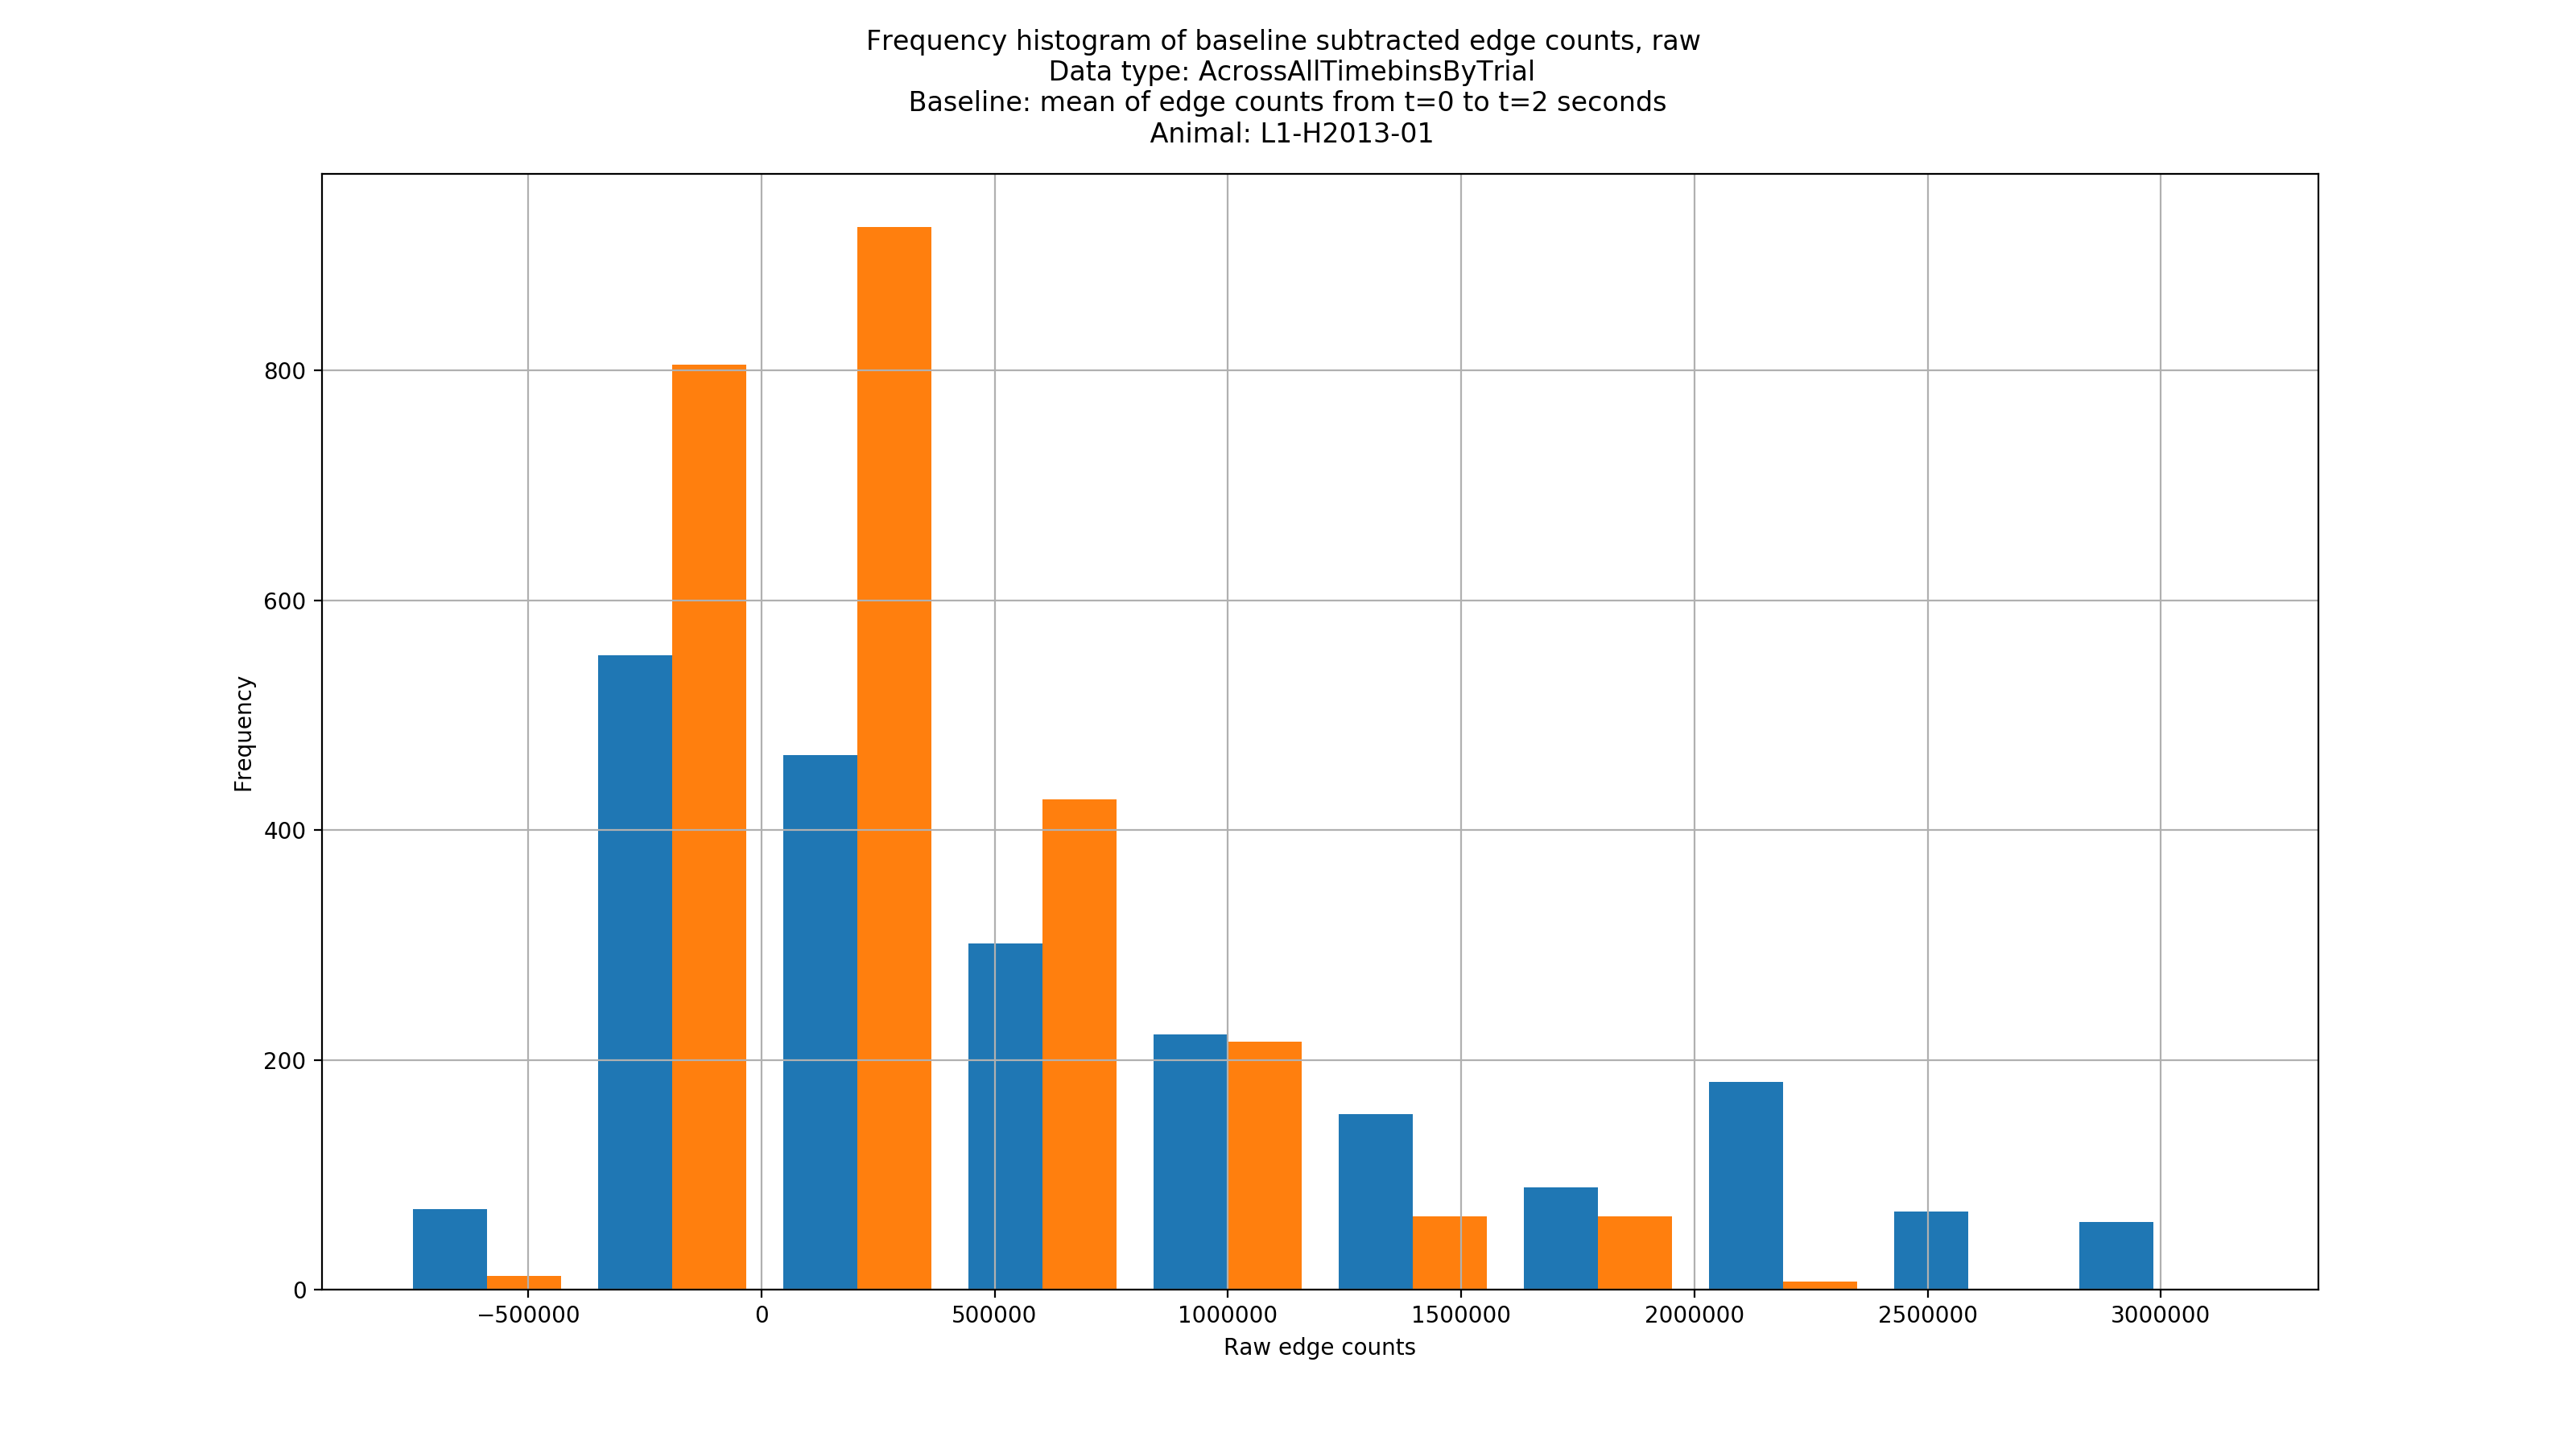 Frequency histogram of baseline subtracted edge counts, raw
Data type: AcrossAllTimebinsByTrial
Baseline: mean of edge counts from t=0 to t=2 seconds
Animal: L1-H2013-01
800
600
400
200
0
Frequency
−500000 0 500000 1000000 1500000 2000000 2500000 3000000
Raw edge counts